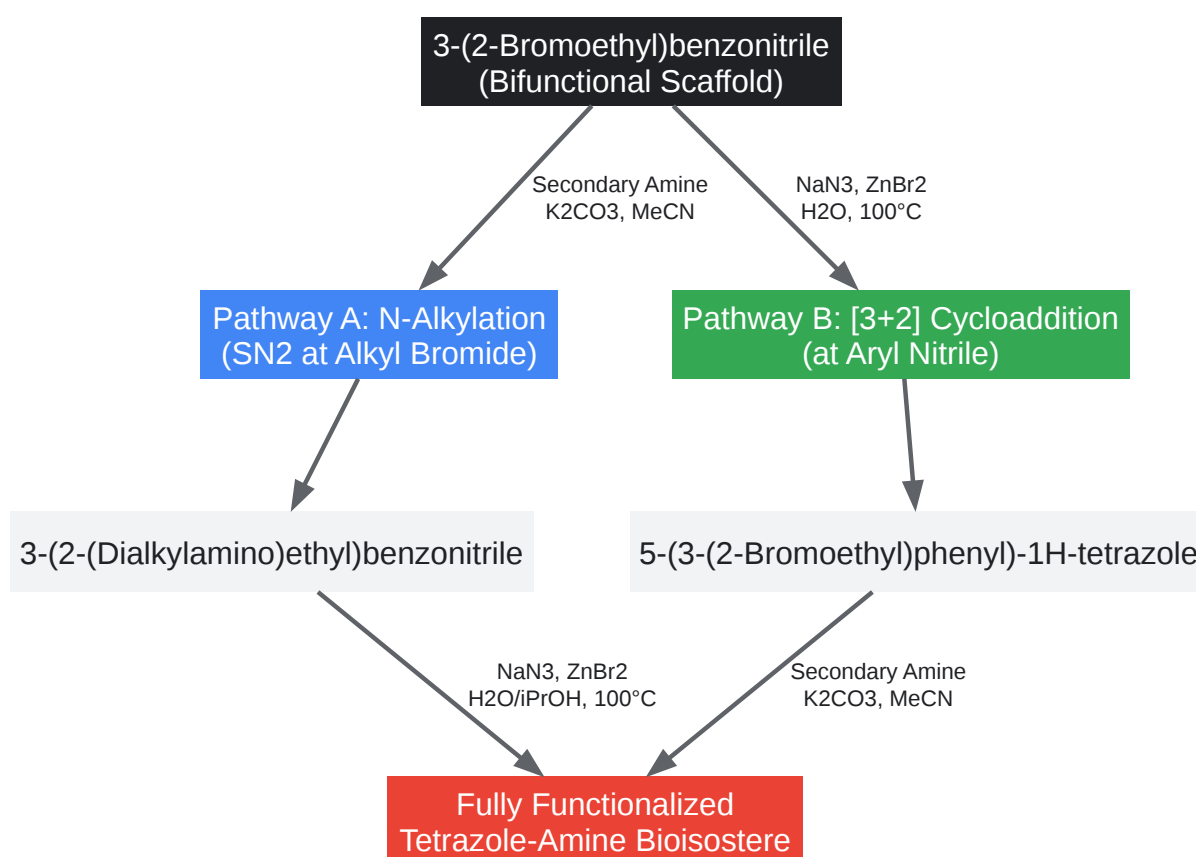 3-(2-Bromoethyl)benzonitrile
(Bifunctional Scaffold)
Secondary Amine
K2CO3, MeCN
NaN3, ZnBr2
H2O, 100°C
Pathway A: N-Alkylation
(SN2 at Alkyl Bromide)
Pathway B: [3+2] Cycloaddition
(at Aryl Nitrile)
3-(2-(Dialkylamino)ethyl)benzonitrile
5-(3-(2-Bromoethyl)phenyl)-1H-tetrazole
NaN3, ZnBr2
H2O/iPrOH, 100°C
Secondary Amine
K2CO3, MeCN
Fully Functionalized
Tetrazole-Amine Bioisostere